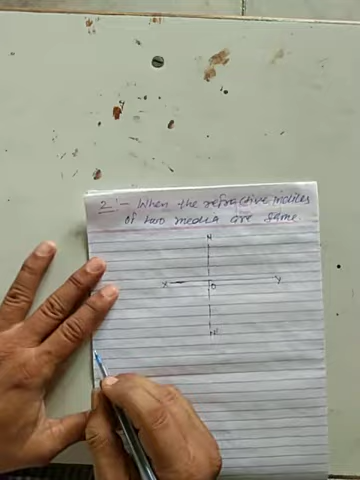 2:- When the refractive indices
of two media are same
N
X O Y
N'